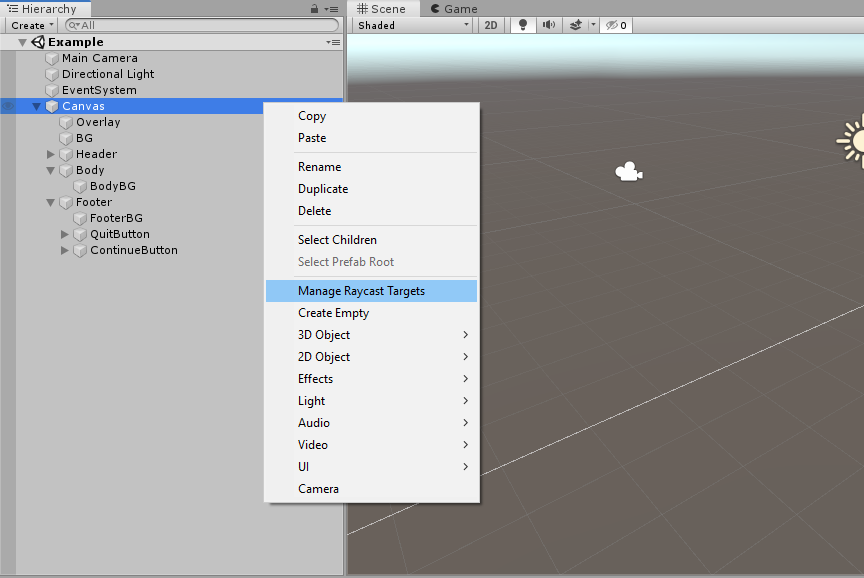 Hierarchy
Create
All
Example
Main Camera
Directional Light
EventSystem
Canvas
Overlay
BG
Header
Body
BodyBG
Footer
FooterBG
QuitButton
ContinueButton
Copy
Paste
Rename
Duplicate
Delete
Select Children
Select Prefab Root
Manage Raycast Targets
Create Empty
3D Object
2D Object
Effects
Light
Audio
Video
UI
Camera
Scene
Game
Shaded
2D
0